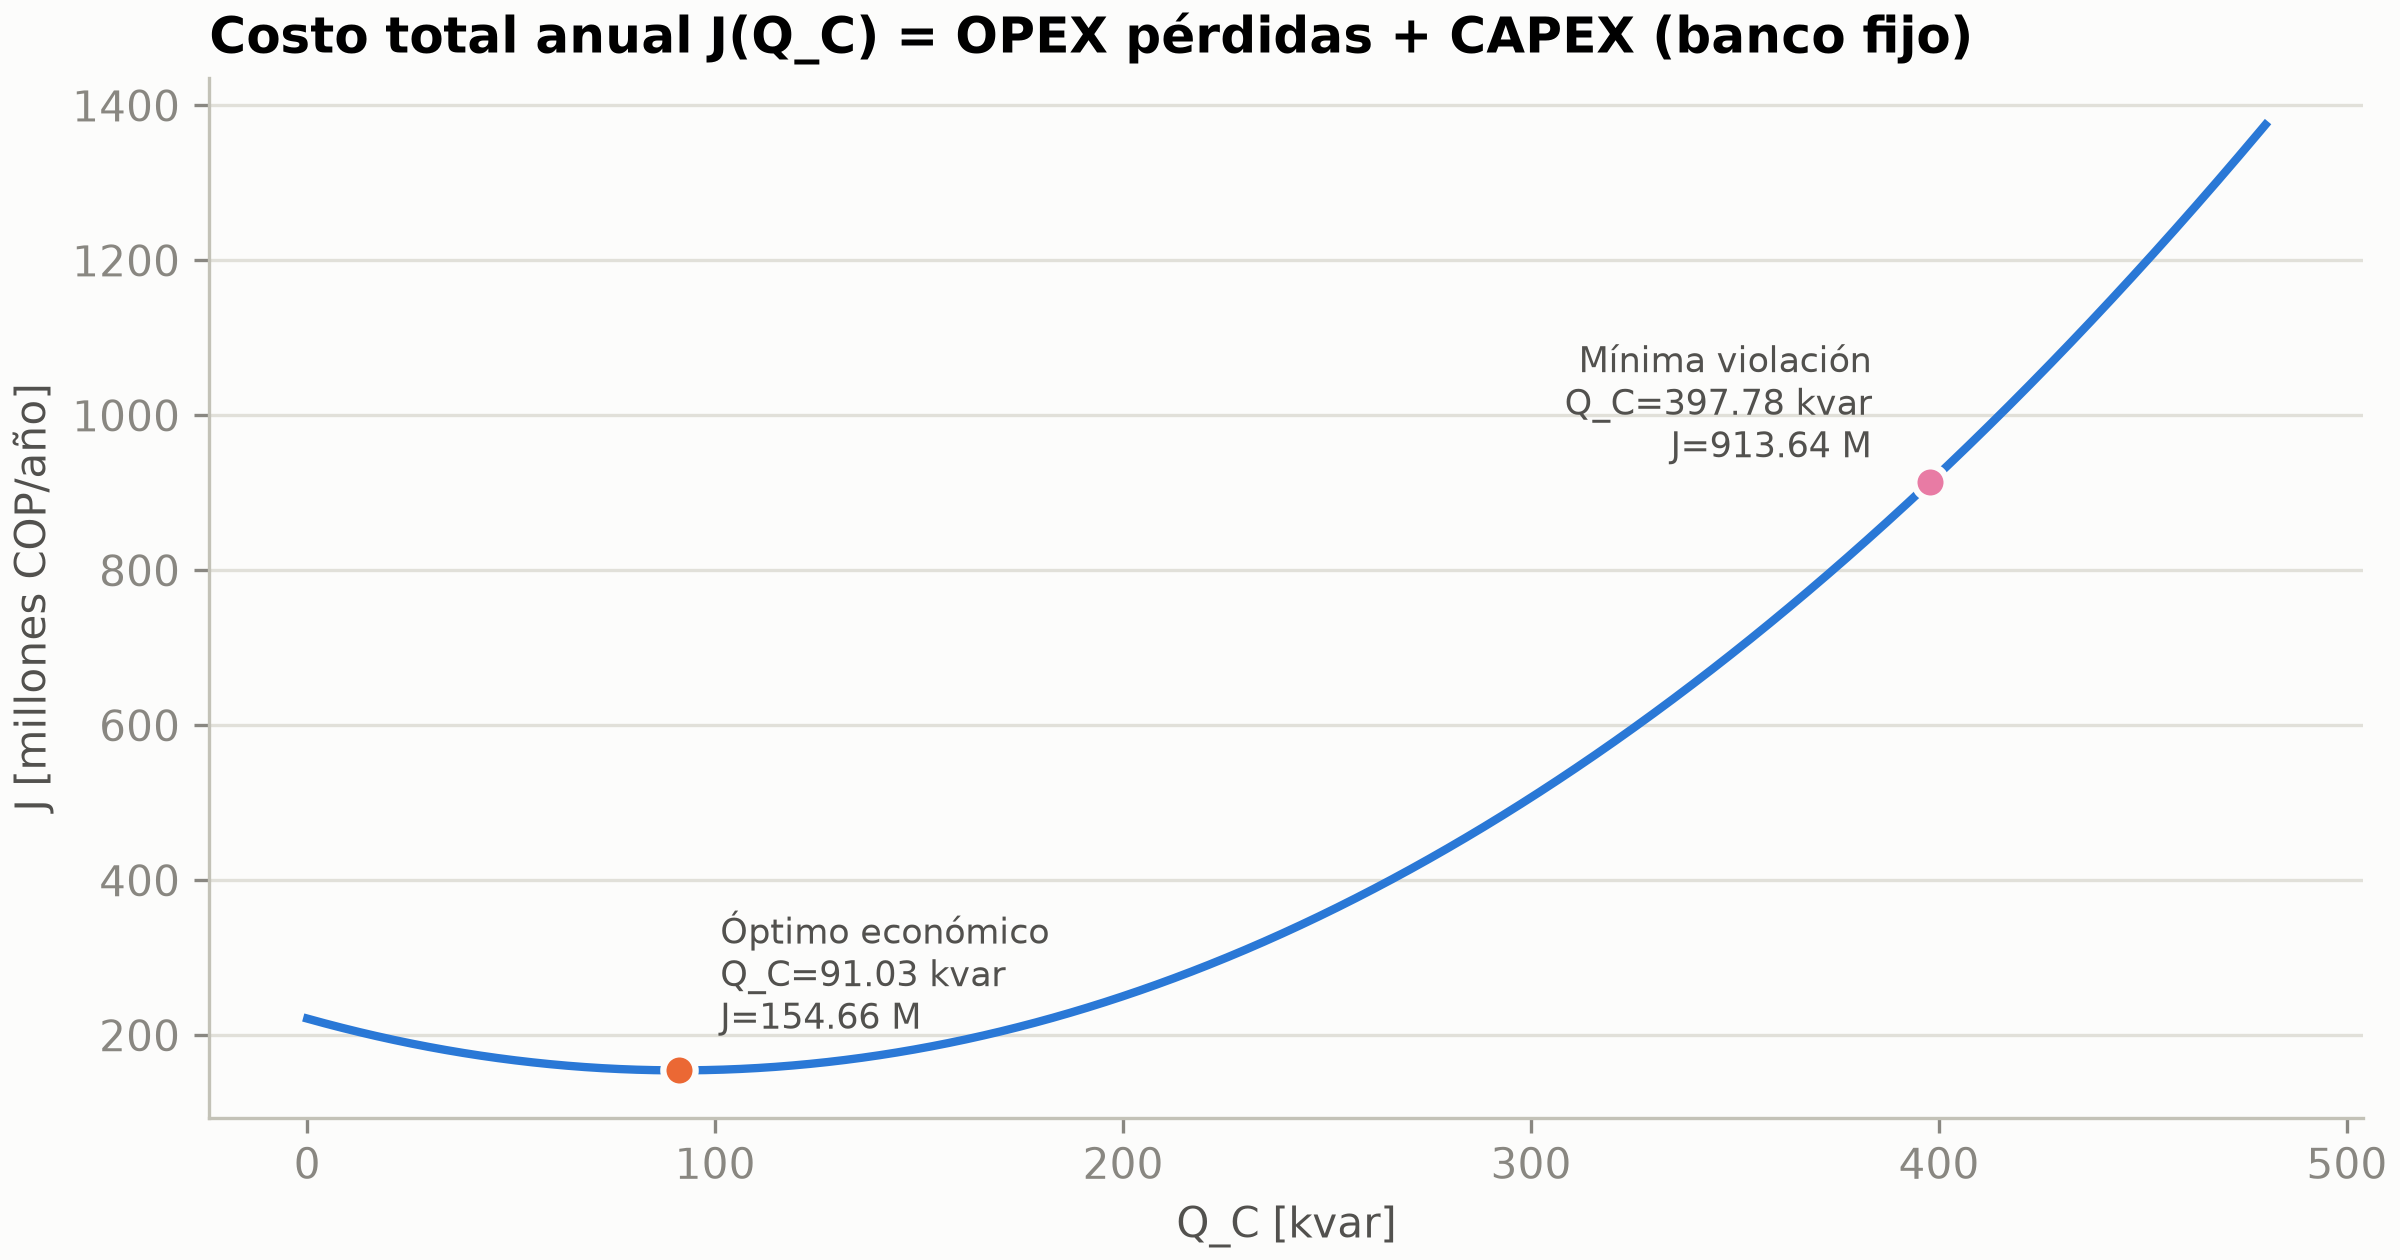 Costo total anual J(Q_C) = OPEX pérdidas + CAPEX (banco fijo)
J [millones COP/año]
1400
1200
1000
800
600
400
200
Mínima violación
Q_C=397.78 kvar
J=913.64 M
Óptimo económico
Q_C=91.03 kvar
J=154.66 M
0 100 200 300 400 500
Q_C [kvar]